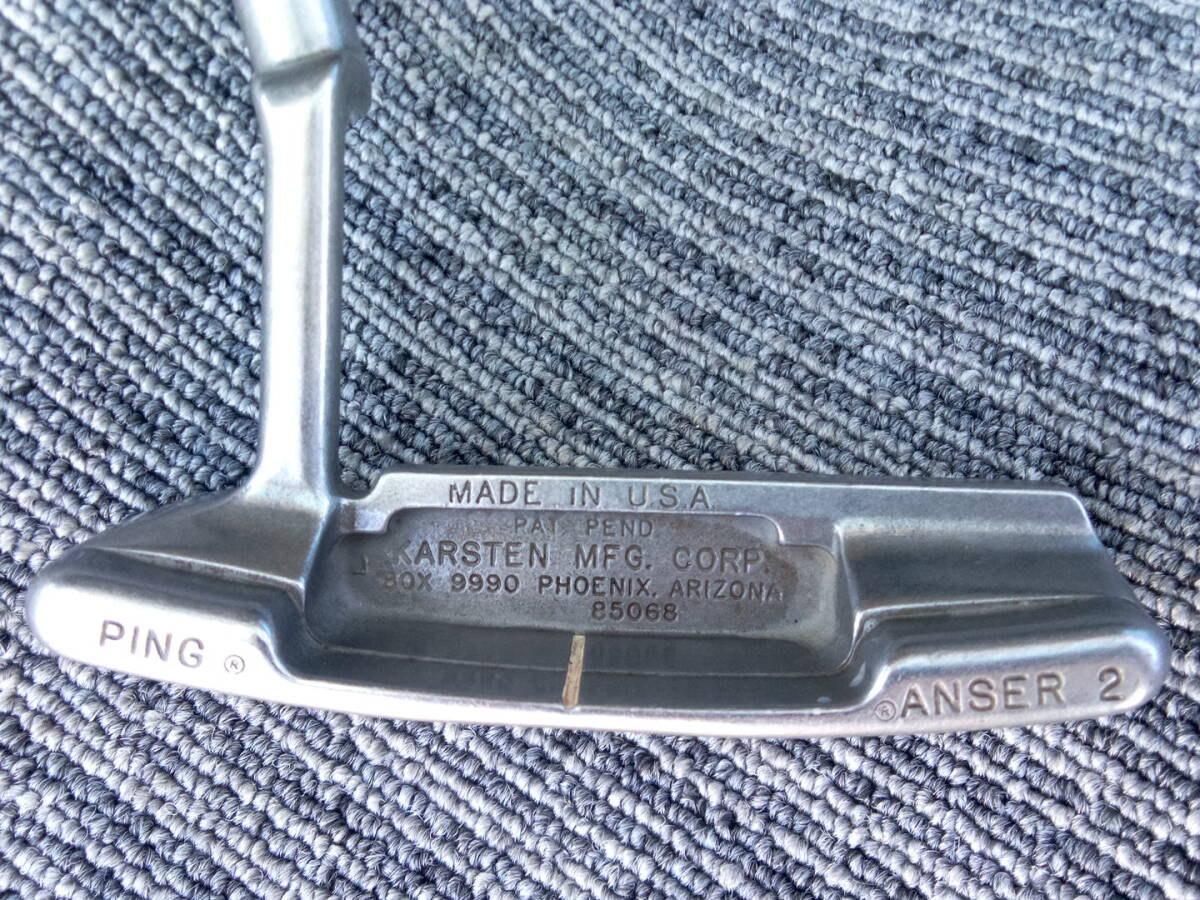 MADE IN U.S.A.
PAT PEND
KARSTEN MFG. CORP.
BOX 9990 PHOENIX, ARIZONA
85068
PING ®
® ANSER 2